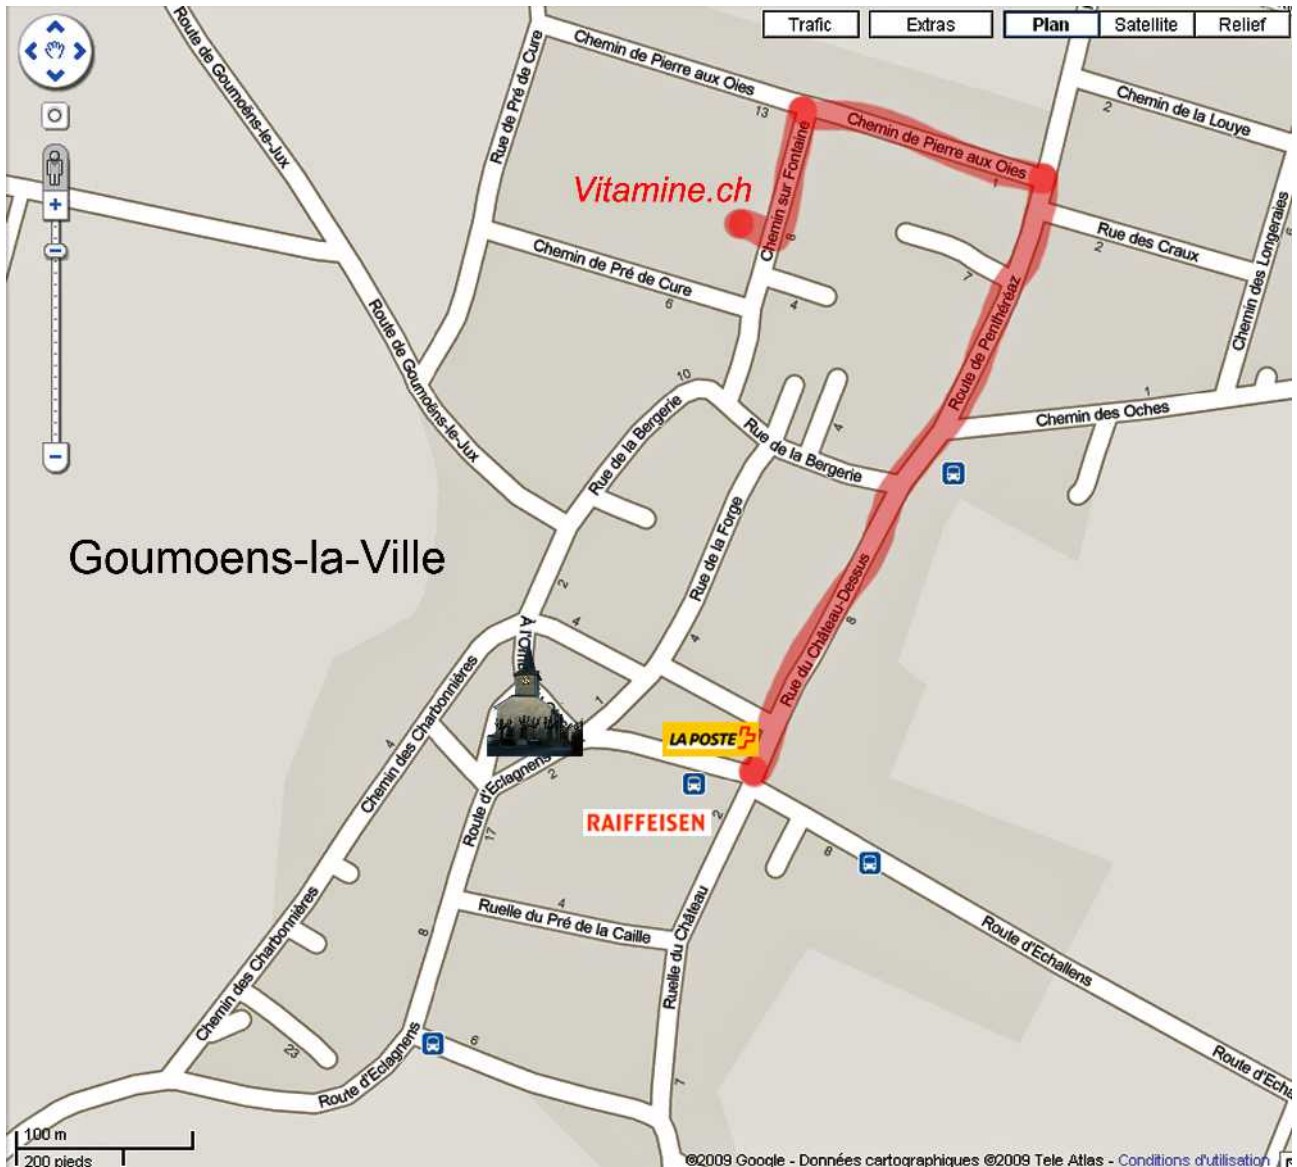 Trafic
Extras
Plan
Satellite
Relief
Route de Goumoëns-le-Jux
Rue de Pré de Cure
Chemin de Pierre aux Oies
13
Chemin de Pierre aux Oies
1
2
Chemin de la Louye
Vitamine.ch
Chemin sur Fontaine
8
Rue des Craux
2
Chemin des Longeraies
6
Chemin de Pré de Cure
6
4
7
Route de Penthéréaz
Route de Goumoëns-le-Jux
10
Rue de la Bergerie
Rue de la Bergerie
4
1
Chemin des Oches
Rue de la Forge
Goumoens-la-Ville
2
4
4
Rue du Château-Dessus
8
Chemin des Charbonnières
4
1
LA POSTE
Route d'Eclagnens
2
17
RAIFFEISEN
2
8
Ruelle du Château
4
Ruelle du Pré de la Caille
8
Route d'Echallens
Chemin des Charbonnières
23
Route d'Eclagnens
6
7
100 m
200 pieds
©2009 Google - Données cartographiques ©2009 Tele Atlas - Conditions d'utilisation